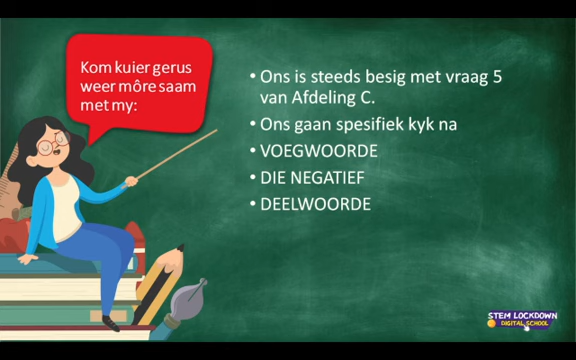 Kom kuier gerus
weer môre saam
met my:
• Ons is steeds besig met vraag 5
van Afdeling C.
• Ons gaan spesifiek kyk na
• VOEGWOORDE
• DIE NEGATIEF
• DEELWOORDE
STEM LOCKDOWN
DIGITAL SCHOOL